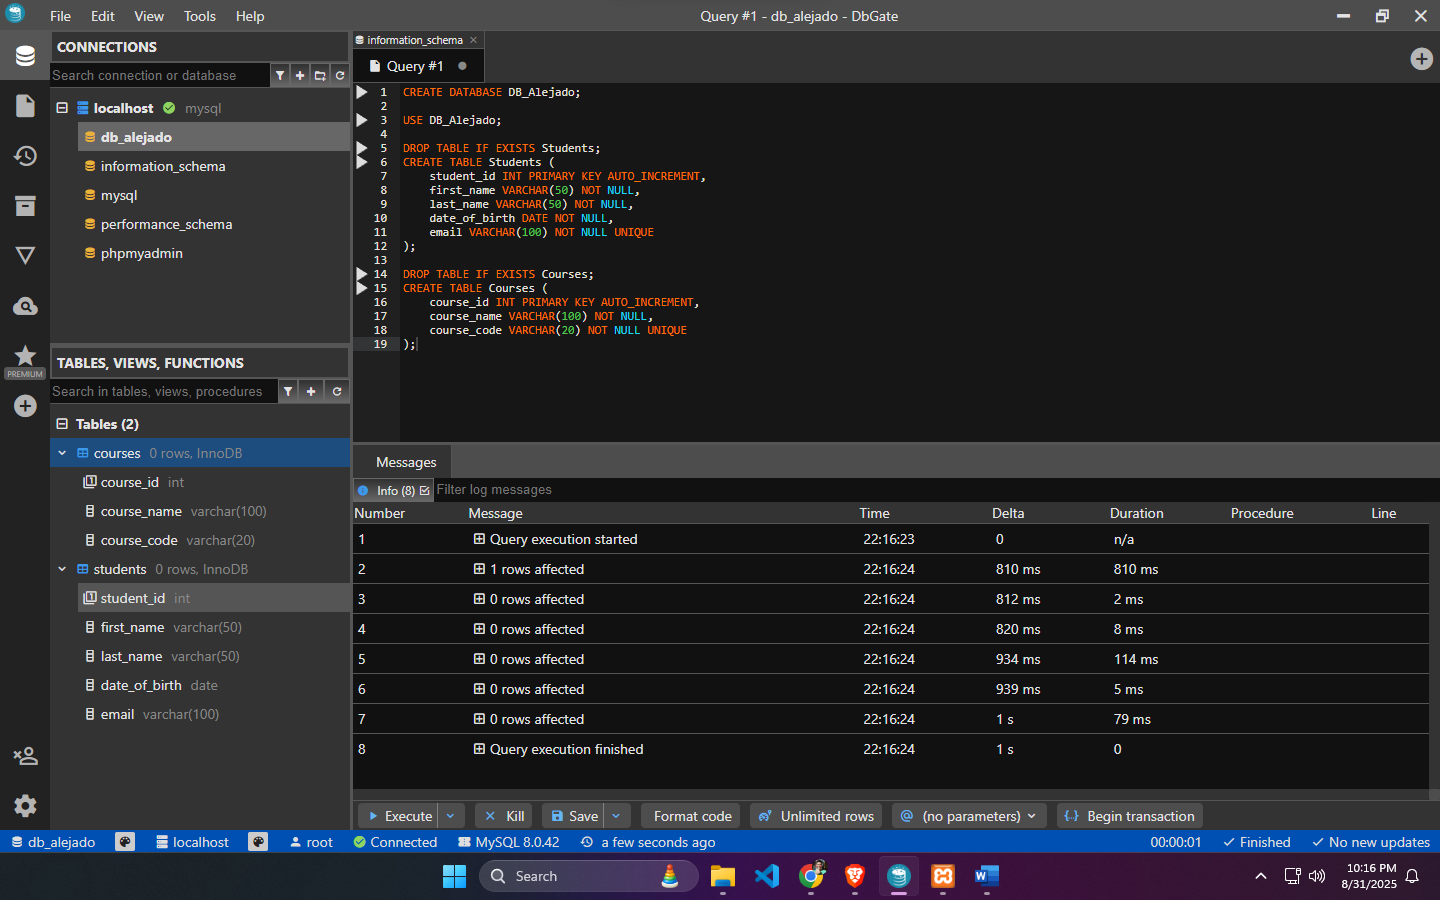 File Edit View Tools Help
Query #1 - db_alejado - DbGate
CONNECTIONS
Search connection or database
localhost mysql
db_alejado
information_schema
mysql
performance_schema
phpmyadmin
PREMIUM
TABLES, VIEWS, FUNCTIONS
Search in tables, views, procedures
Tables (2)
courses 0 rows, InnoDB
course_id int
course_name varchar(100)
course_code varchar(20)
students 0 rows, InnoDB
student_id int
first_name varchar(50)
last_name varchar(50)
date_of_birth date
email varchar(100)
information_schema
Query #1
1 CREATE DATABASE DB_Alejado;
2
3 USE DB_Alejado;
4
5 DROP TABLE IF EXISTS Students;
6 CREATE TABLE Students (
7 student_id INT PRIMARY KEY AUTO_INCREMENT,
8 first_name VARCHAR(50) NOT NULL,
9 last_name VARCHAR(50) NOT NULL,
10 date_of_birth DATE NOT NULL,
11 email VARCHAR(100) NOT NULL UNIQUE
12 );
13
14 DROP TABLE IF EXISTS Courses;
15 CREATE TABLE Courses (
16 course_id INT PRIMARY KEY AUTO_INCREMENT,
17 course_name VARCHAR(100) NOT NULL,
18 course_code VARCHAR(20) NOT NULL UNIQUE
19 );
Messages
Info (8) Filter log messages
Number Message Time Delta Duration Procedure Line
1 Query execution started 22:16:23 0 n/a
2 1 rows affected 22:16:24 810 ms 810 ms
3 0 rows affected 22:16:24 812 ms 2 ms
4 0 rows affected 22:16:24 820 ms 8 ms
5 0 rows affected 22:16:24 934 ms 114 ms
6 0 rows affected 22:16:24 939 ms 5 ms
7 0 rows affected 22:16:24 1 s 79 ms
8 Query execution finished 22:16:24 1 s 0
Execute Kill Save Format code Unlimited rows (no parameters) Begin transaction
db_alejado localhost root Connected MySQL 8.0.42 a few seconds ago 00:00:01 Finished No new updates
Search
10:16 PM
8/31/2025